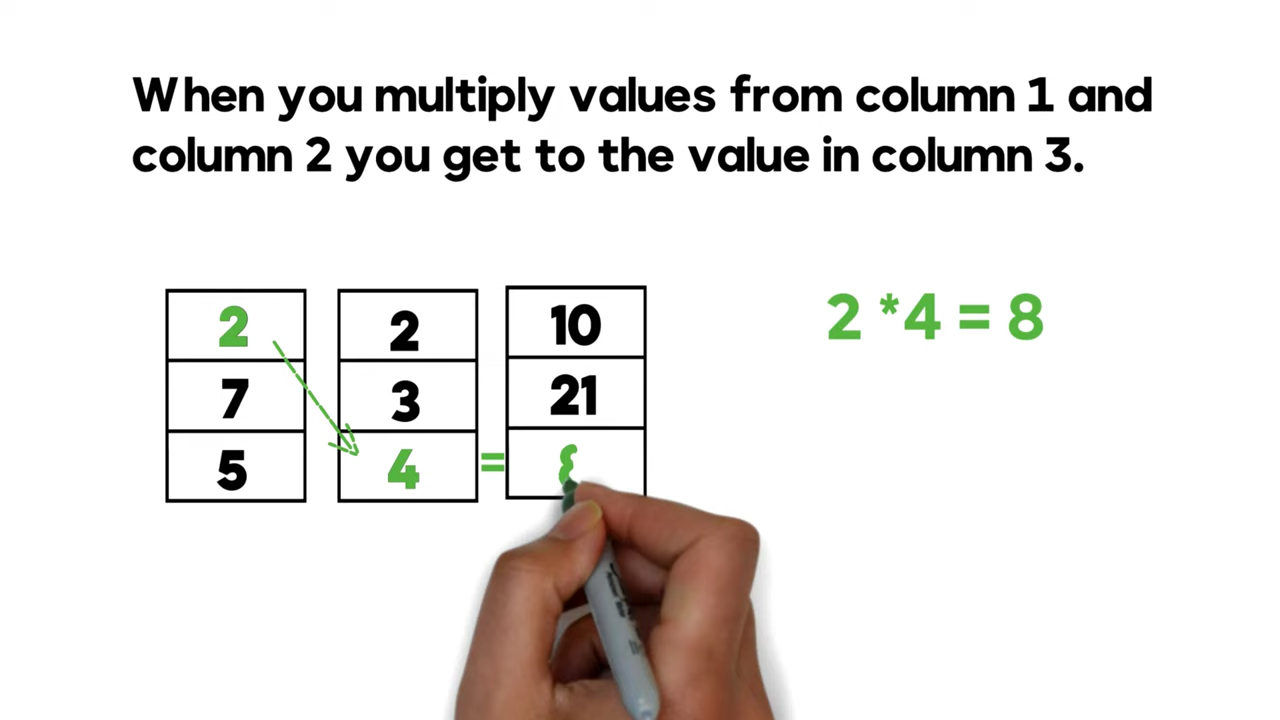 When you multiply values from column 1 and
column 2 you get to the value in column 3.
2 2 10
2 *4 = 8
7 3 21
5 4 =